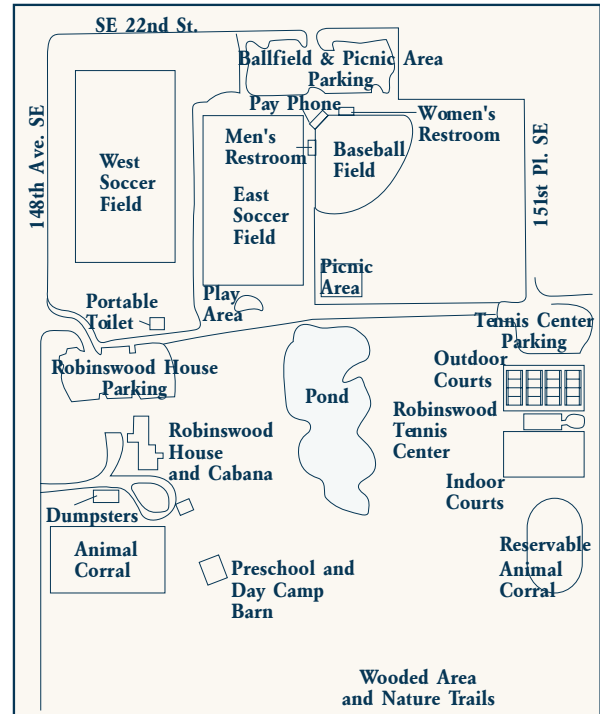 SE 22nd St.
Ballfield & Picnic Area
Parking
Pay Phone
Women's
Restroom
148th Ave. SE
151st Pl. SE
Men's
Restroom
Baseball
Field
West
Soccer
Field
East
Soccer
Field
Picnic
Area
Play
Area
Portable
Toilet
Tennis Center
Parking
Robinswood House
Parking
Outdoor
Courts
Pond
Robinswood
Tennis
Center
Robinswood
House
and Cabana
Indoor
Courts
Dumpsters
Animal
Corral
Reservable
Animal
Corral
Preschool and
Day Camp
Barn
Wooded Area
and Nature Trails